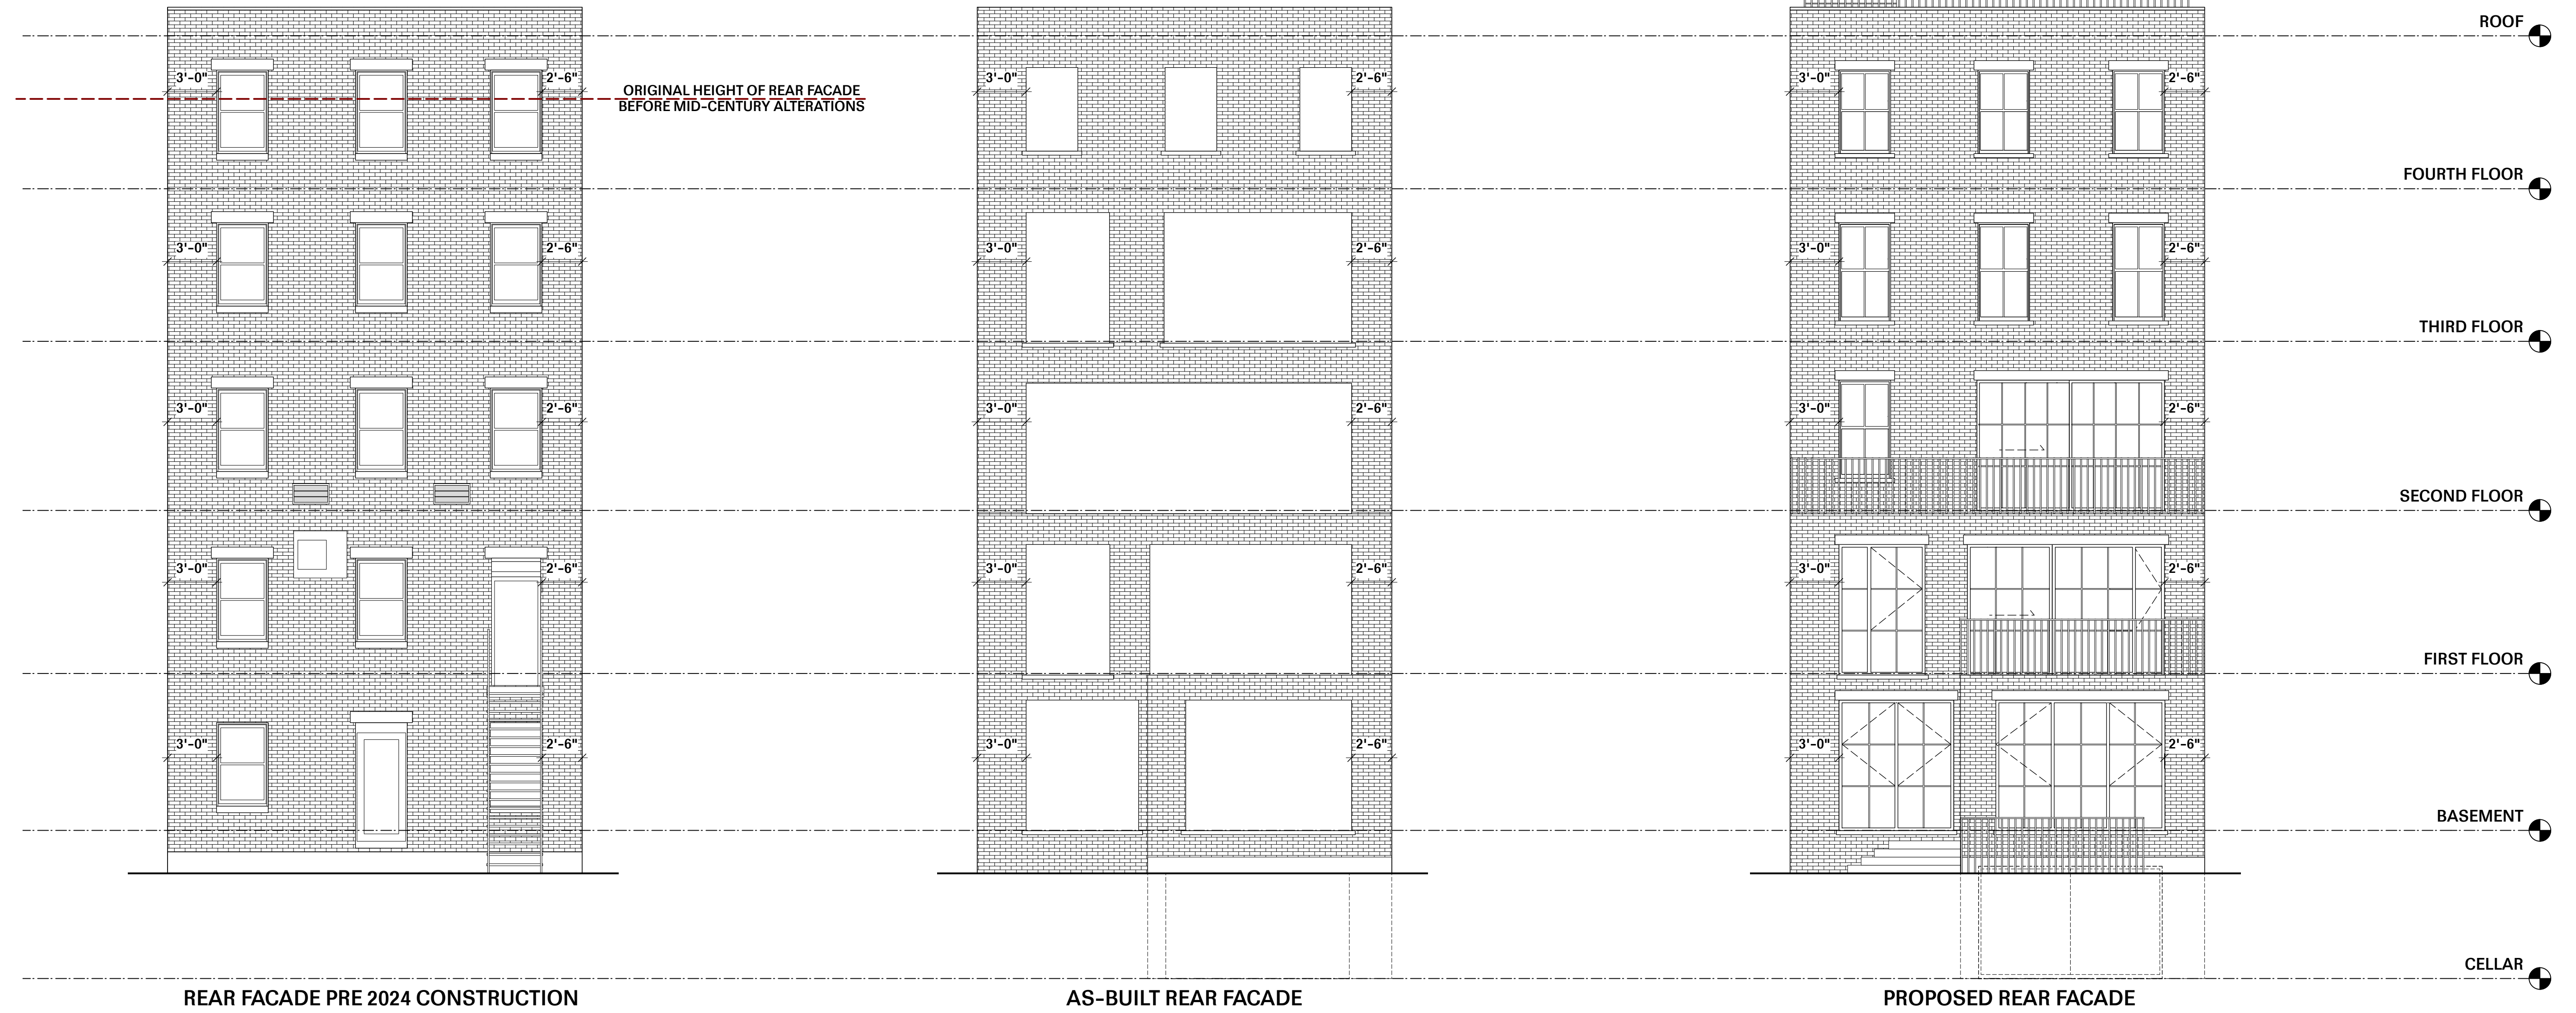 ROOF
3'-0"
2'-6"
3'-0"
2'-6"
3'-0"
2'-6"
ORIGINAL HEIGHT OF REAR FACADE
BEFORE MID-CENTURY ALTERATIONS
FOURTH FLOOR
3'-0"
2'-6"
3'-0"
2'-6"
3'-0"
2'-6"
THIRD FLOOR
3'-0"
2'-6"
3'-0"
2'-6"
3'-0"
2'-6"
SECOND FLOOR
3'-0"
2'-6"
3'-0"
2'-6"
3'-0"
2'-6"
FIRST FLOOR
3'-0"
2'-6"
3'-0"
2'-6"
3'-0"
2'-6"
BASEMENT
CELLAR
REAR FACADE PRE 2024 CONSTRUCTION
AS-BUILT REAR FACADE
PROPOSED REAR FACADE